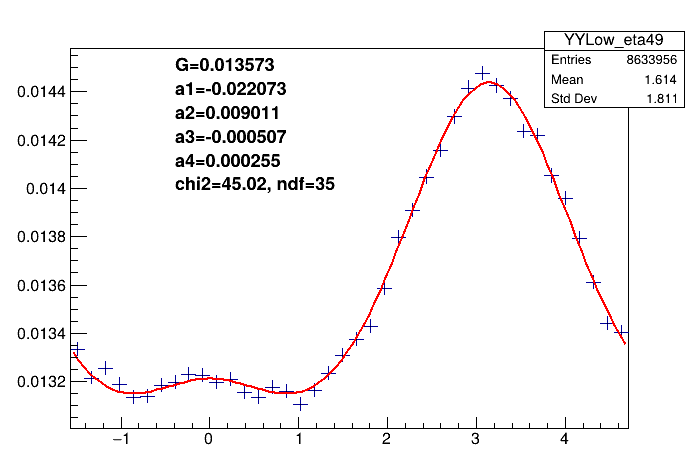 YYLow_eta49
Entries 8633956
Mean 1.614
Std Dev 1.811
G=0.013573
a1=-0.022073
a2=0.009011
a3=-0.000507
a4=0.000255
chi2=45.02, ndf=35
0.0144
0.0142
0.014
0.0138
0.0136
0.0134
0.0132
−1 0 1 2 3 4